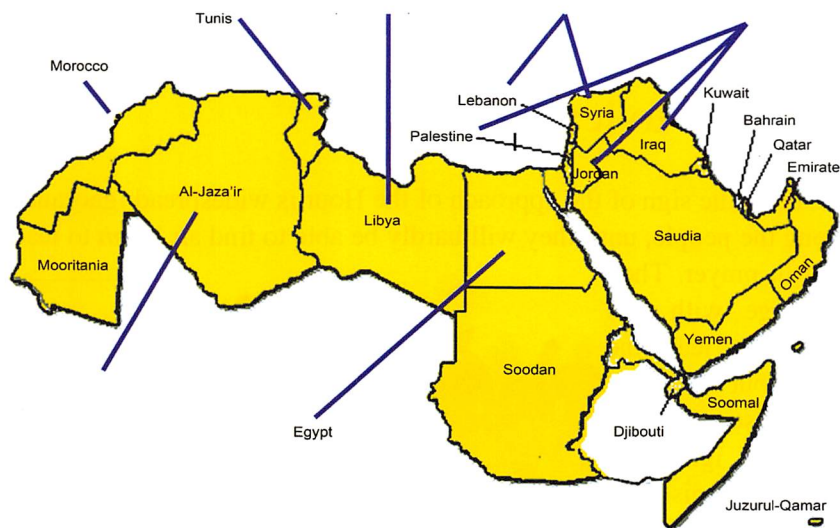 Tunis
Morocco
Lebanon
Syria
Kuwait
Palestine
Iraq
Bahrain
Qatar
Jordan
Emirate
Al-Jaza'ir
Libya
Saudia
Mooritania
Oman
Yemen
Soodan
Soomal
Egypt
Djibouti
Juzurul-Qamar